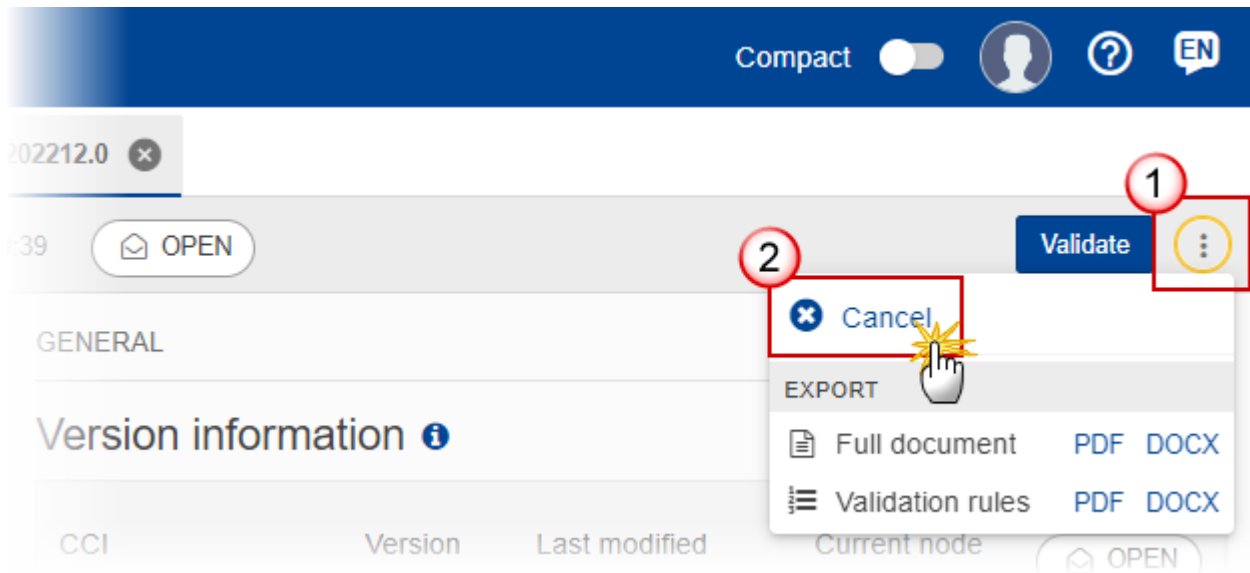 Compact EN
202212.0
1
:39 OPEN Validate
2
Cancel
GENERAL
EXPORT
Version information
Full document PDF DOCX
Validation rules PDF DOCX
CCI Version Last modified Current node OPEN